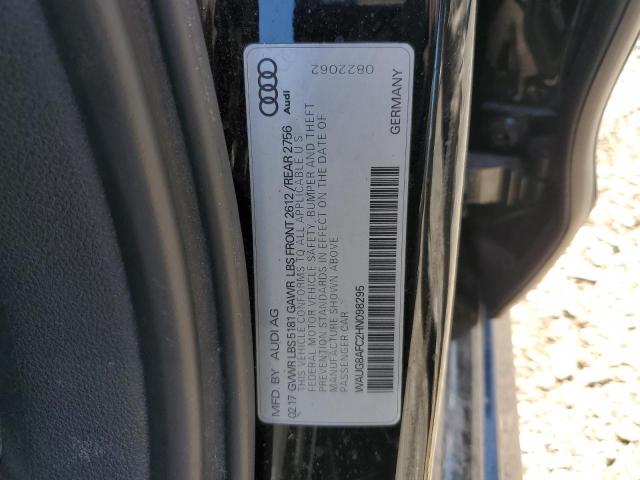 MFD. BY AUDI AG
02.17 GVWR LBS 5181 GAWR LBS FRONT 2612 /REAR 2756
THIS VEHICLE CONFORMS TO ALL APPLICABLE U S
FEDERAL MOTOR VEHICLE SAFETY, BUMPER AND THEFT
PREVENTION STANDARDS IN EFFECT ON THE DATE OF
MANUFACTURE SHOWN ABOVE
PASSENGER CAR
WAUG8AFC2HN098295
Audi
0822062
GERMANY